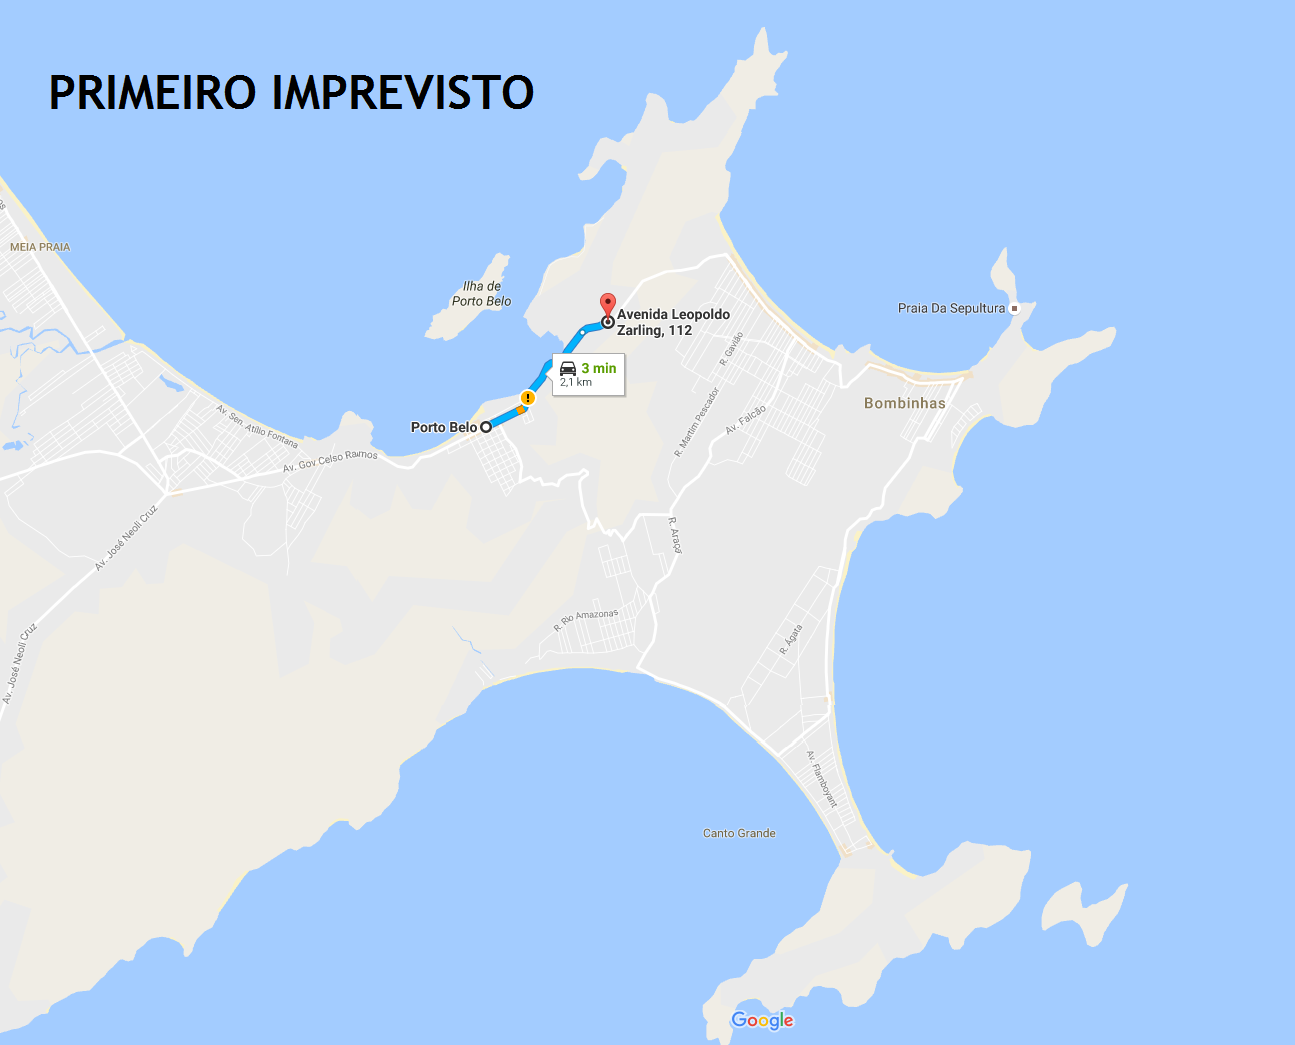 PRIMEIRO IMPREVISTO
MEIA PRAIA
Ilha de
Porto Belo
Praia Da Sepultura
Avenida Leopoldo
Zarling, 112
R. Gavião
3 min
2,1 km
Bombinhas
R. Martim Pescador
Av. Falcão
Av. Sen. Atílio Fontana
Porto Belo
Av. Gov Celso Ramos
Av. José Neoli Cruz
R. Araçá
R. Rio Amazonas
R. Ágata
Av. José Neoli Cruz
Av. Flamboyant
Canto Grande
Google